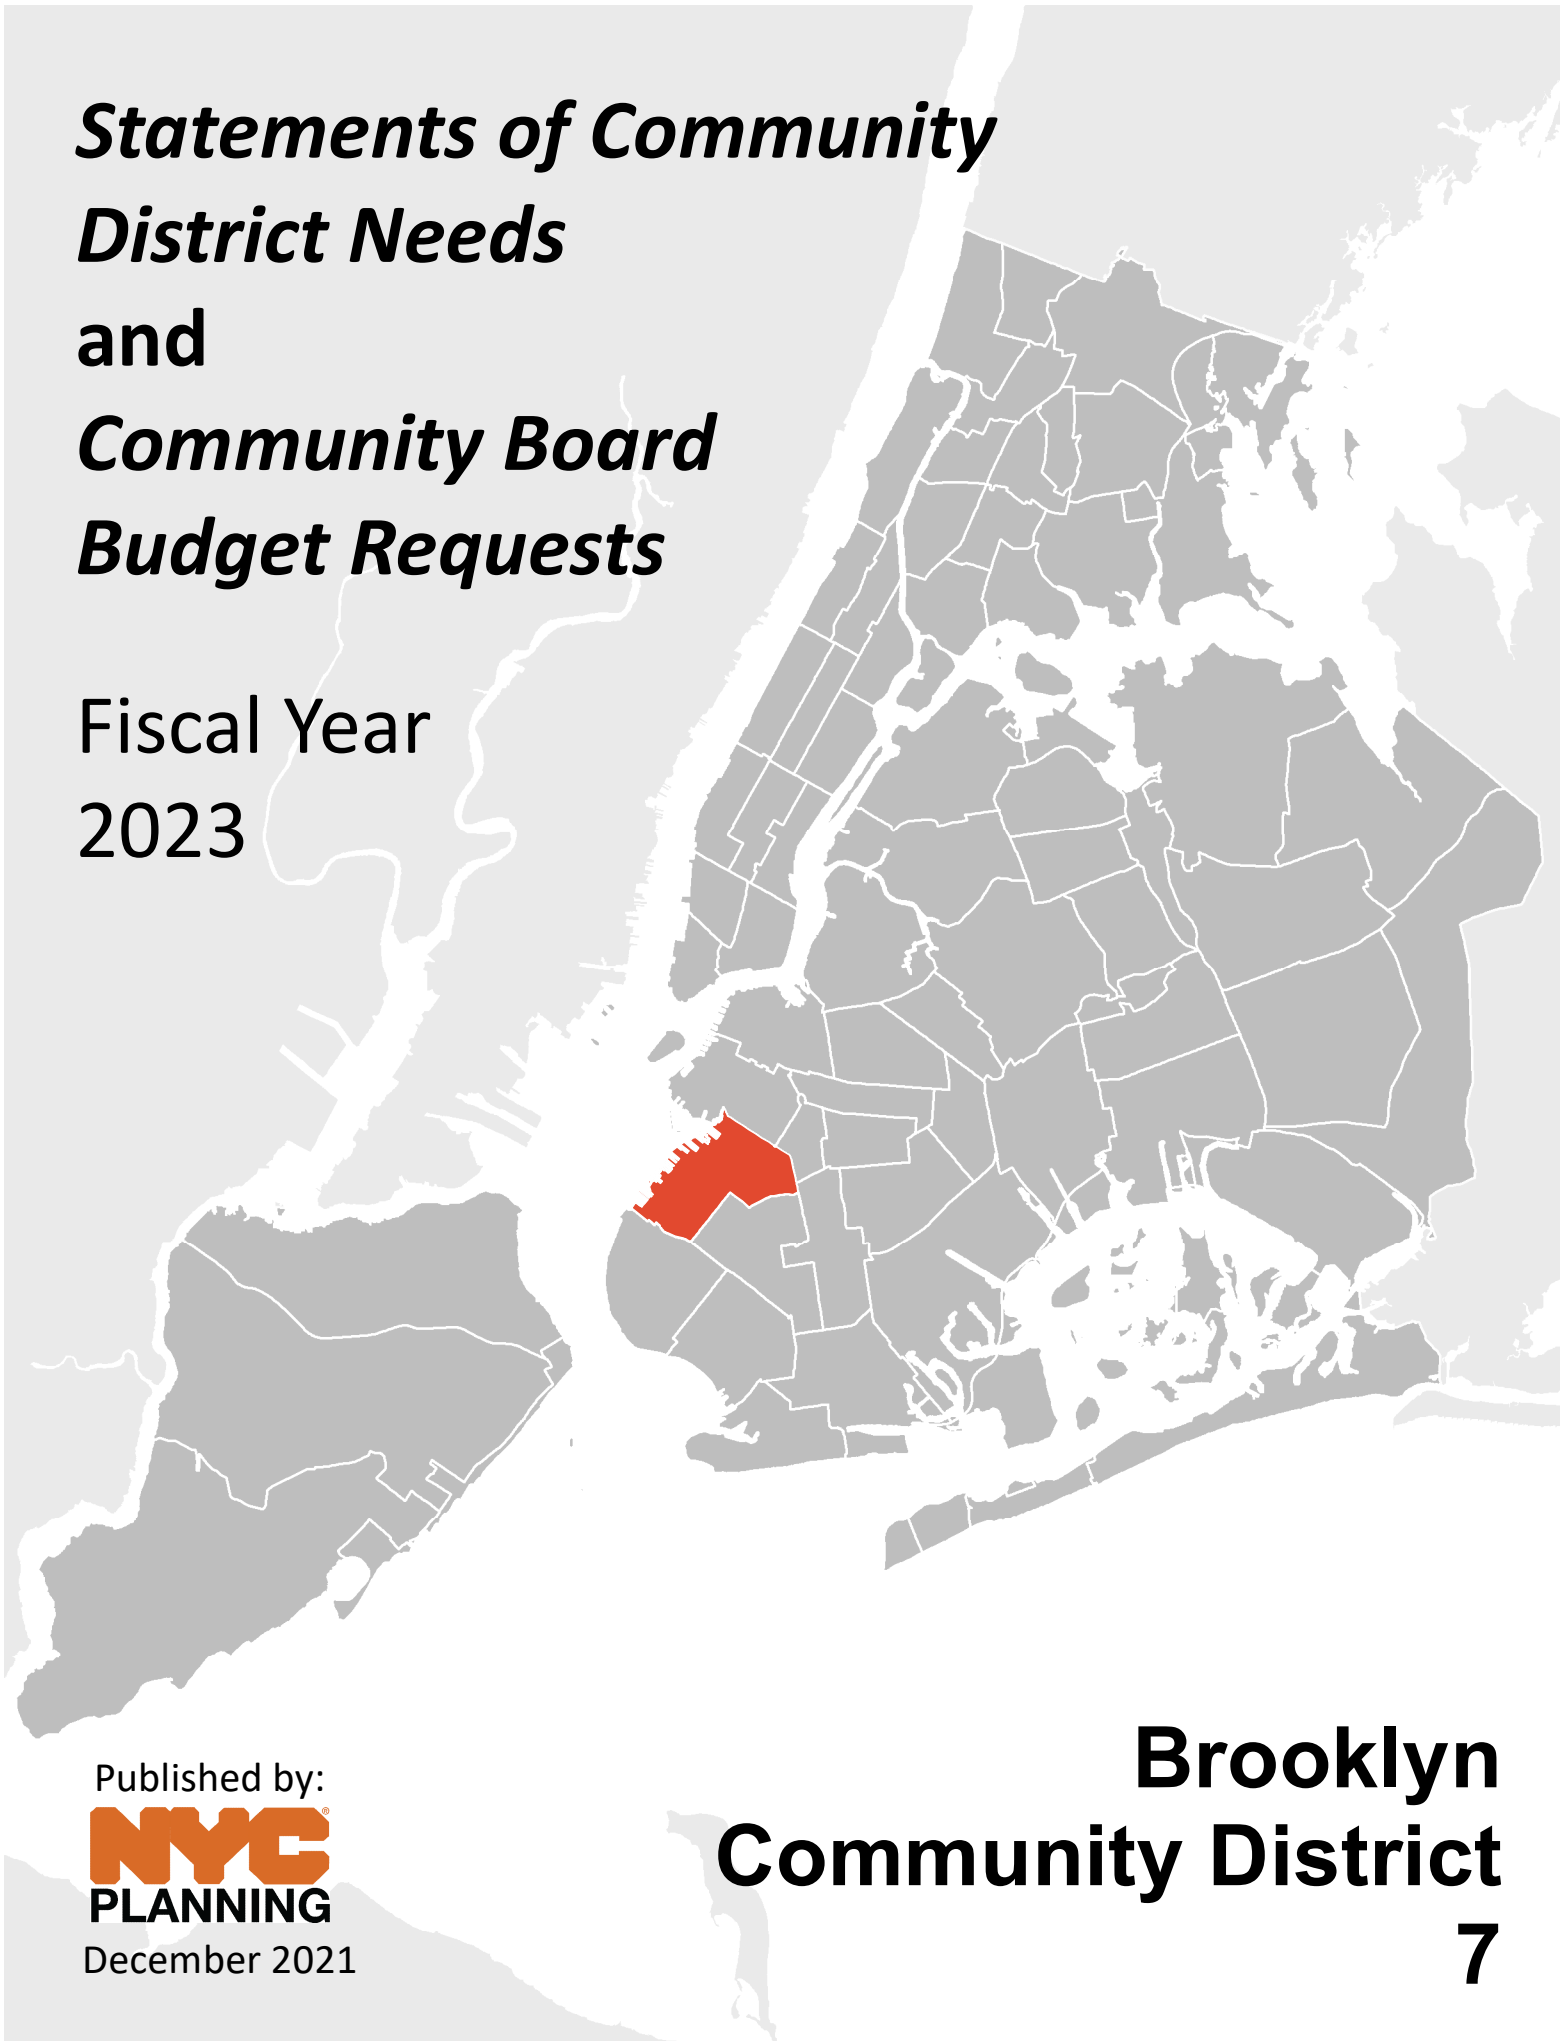 Statements of Community
District Needs
and
Community Board
Budget Requests
Fiscal Year
2023
Published by:
NYC®
PLANNING
December 2021
Brooklyn
Community District
7